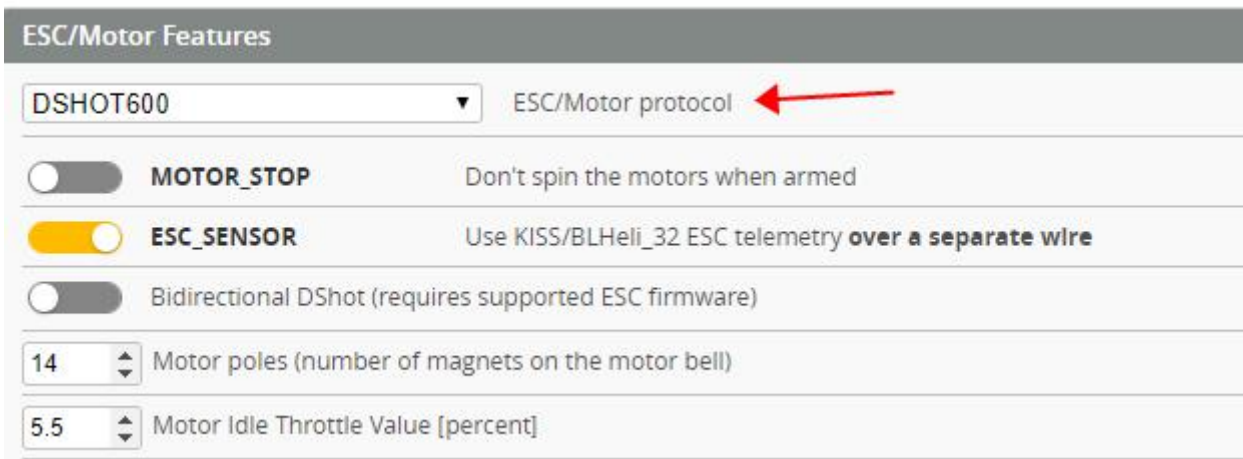 ESC/Motor Features
DSHOT600 ESC/Motor protocol
MOTOR_STOP Don't spin the motors when armed
ESC_SENSOR Use KISS/BLHeli_32 ESC telemetry over a separate wire
Bidirectional DShot (requires supported ESC firmware)
14 Motor poles (number of magnets on the motor bell)
5.5 Motor Idle Throttle Value [percent]